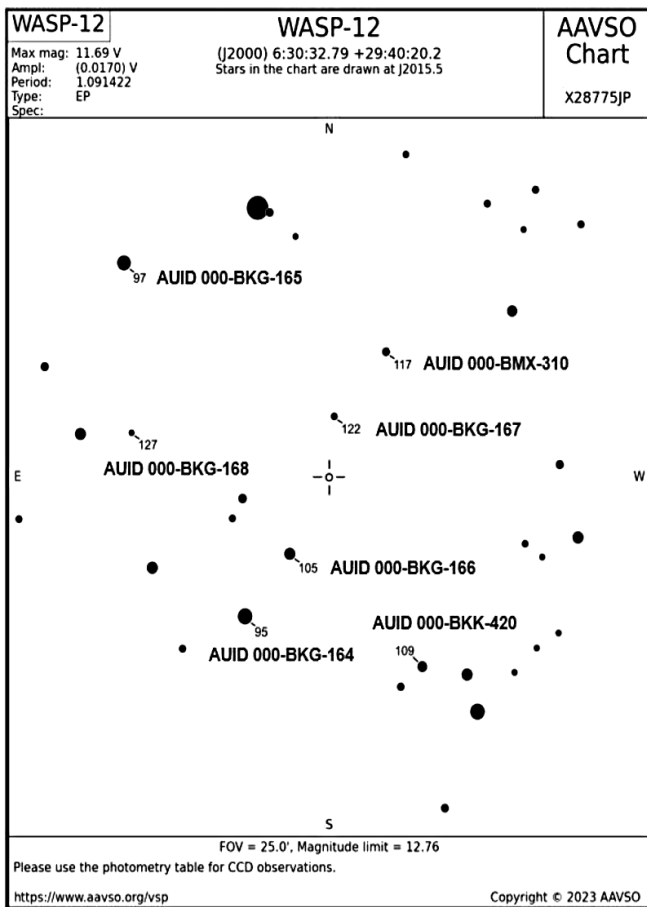 WASP-12
Max mag: 11.69 V
Ampl: (0.0170) V
Period: 1.091422
Type: EP
Spec:
WASP-12
(J2000) 6:30:32.79 +29:40:20.2
Stars in the chart are drawn at J2015.5
AAVSO
Chart
X28775JP
N
97 AUID 000-BKG-165
117 AUID 000-BMX-310
122 AUID 000-BKG-167
127
AUID 000-BKG-168
E
W
105 AUID 000-BKG-166
95
AUID 000-BKG-164
AUID 000-BKK-420
109
S
FOV = 25.0', Magnitude limit = 12.76
Please use the photometry table for CCD observations.
https://www.aavso.org/vsp
Copyright © 2023 AAVSO